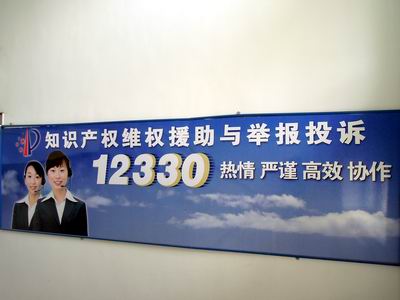 知识产权维权援助与举报投诉
12330 热情 严谨 高效 协作